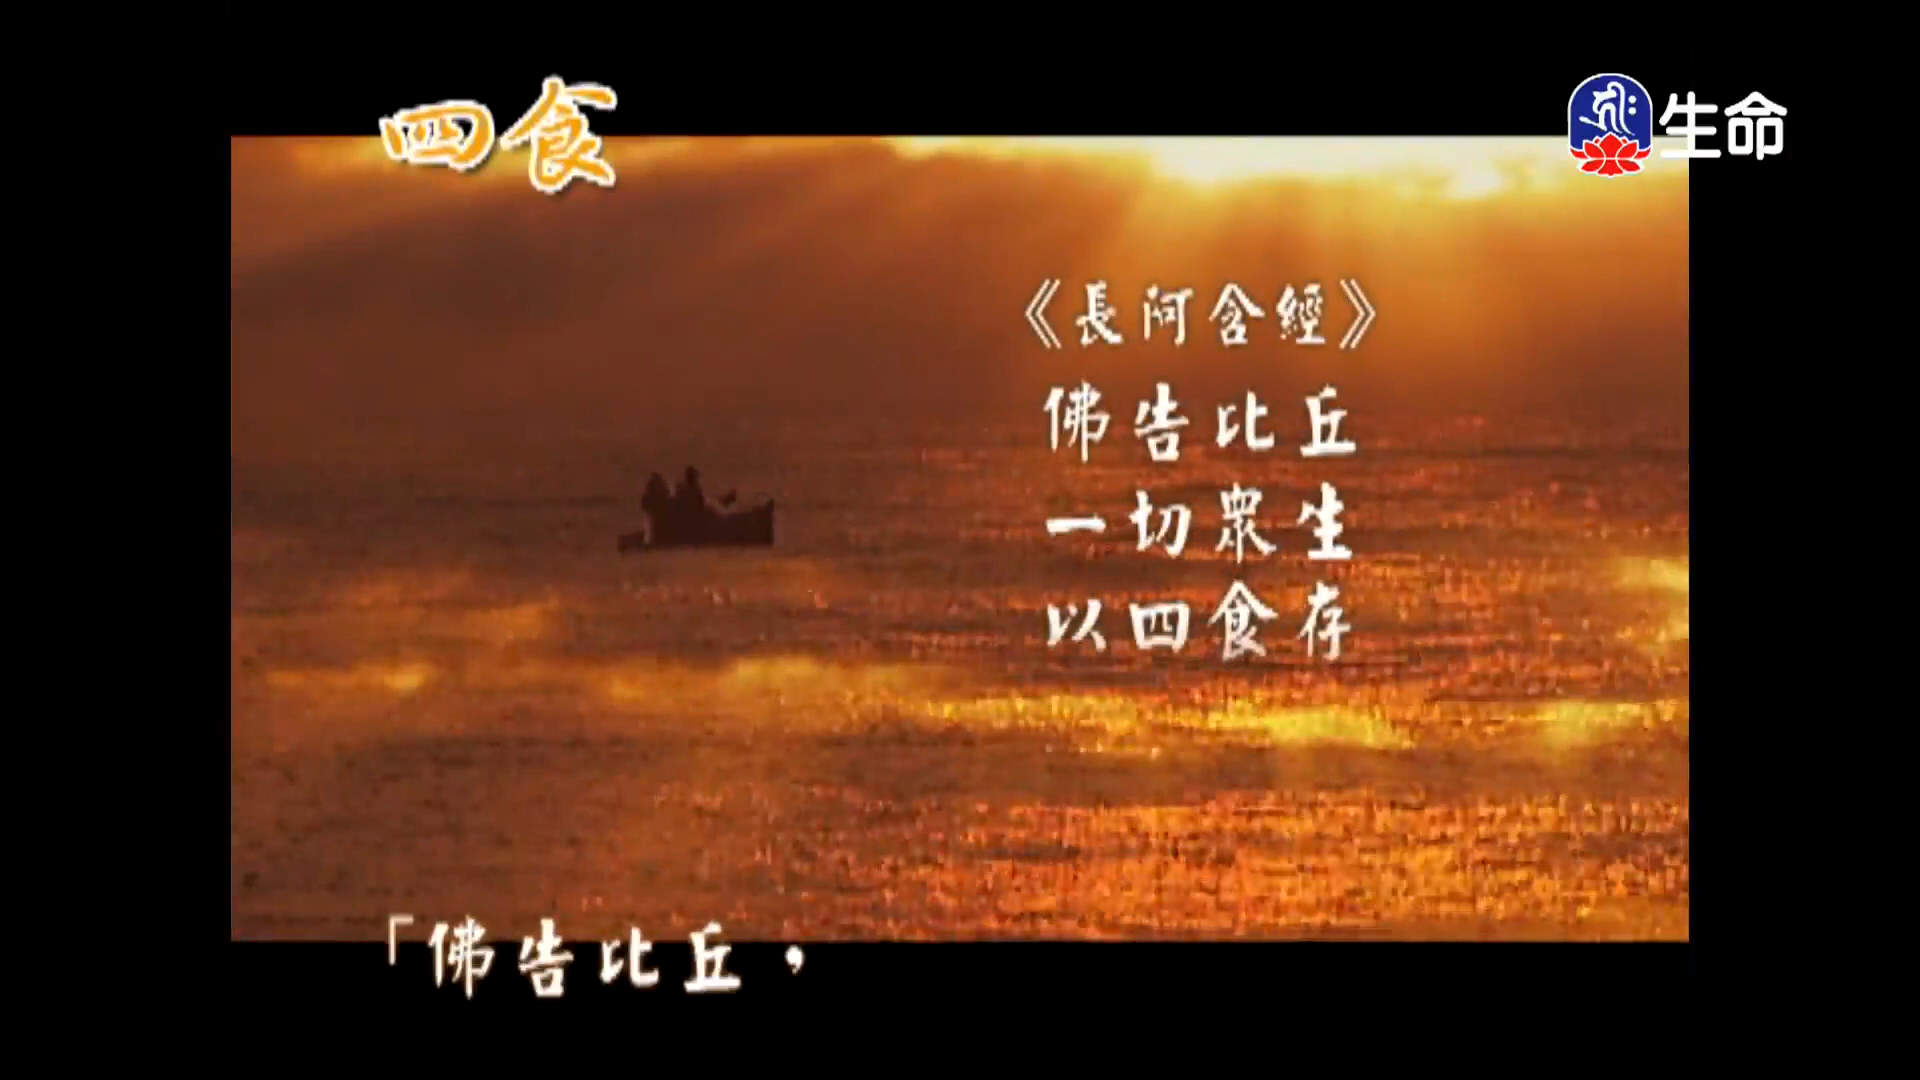 四食
生命
《長阿含經》
佛告比丘
一切眾生
以四食存
「佛告比丘，